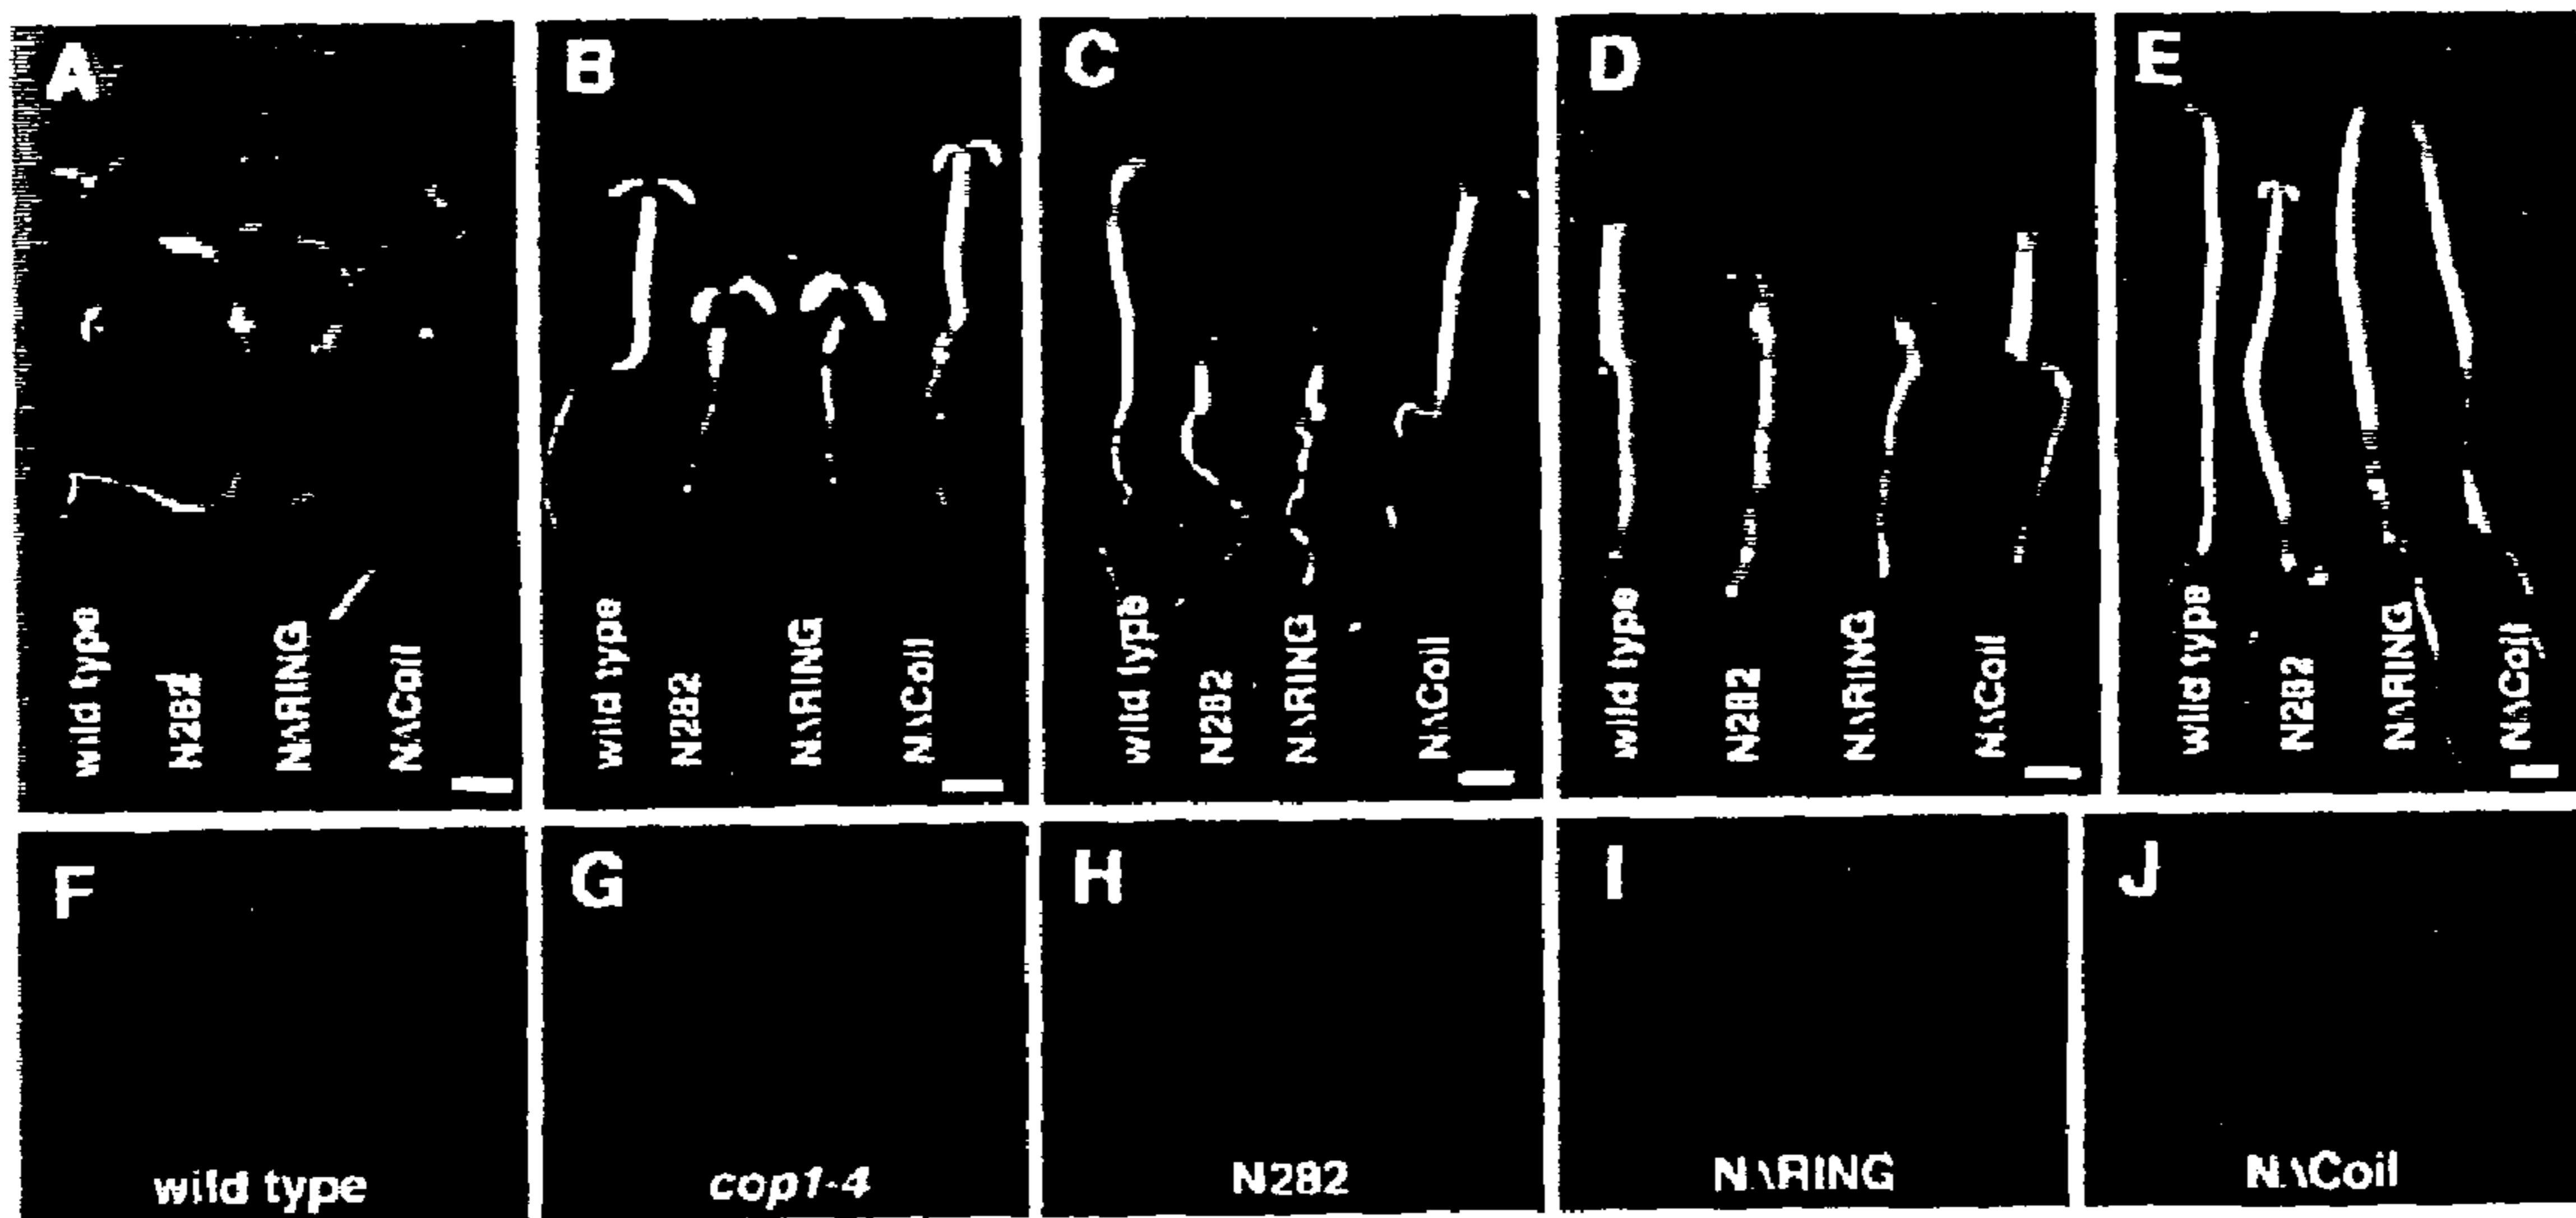 A
wild type
N282
NΔRING
NΔCoil
B
wild type
N282
NΔRING
NΔCoil
C
wild type
N282
NΔRING
NΔCoil
D
wild type
N282
NΔRING
NΔCoil
E
wild type
N282
NΔRING
NΔCoil
F
wild type
G
cop1-4
H
N282
I
NΔRING
J
NΔCoil